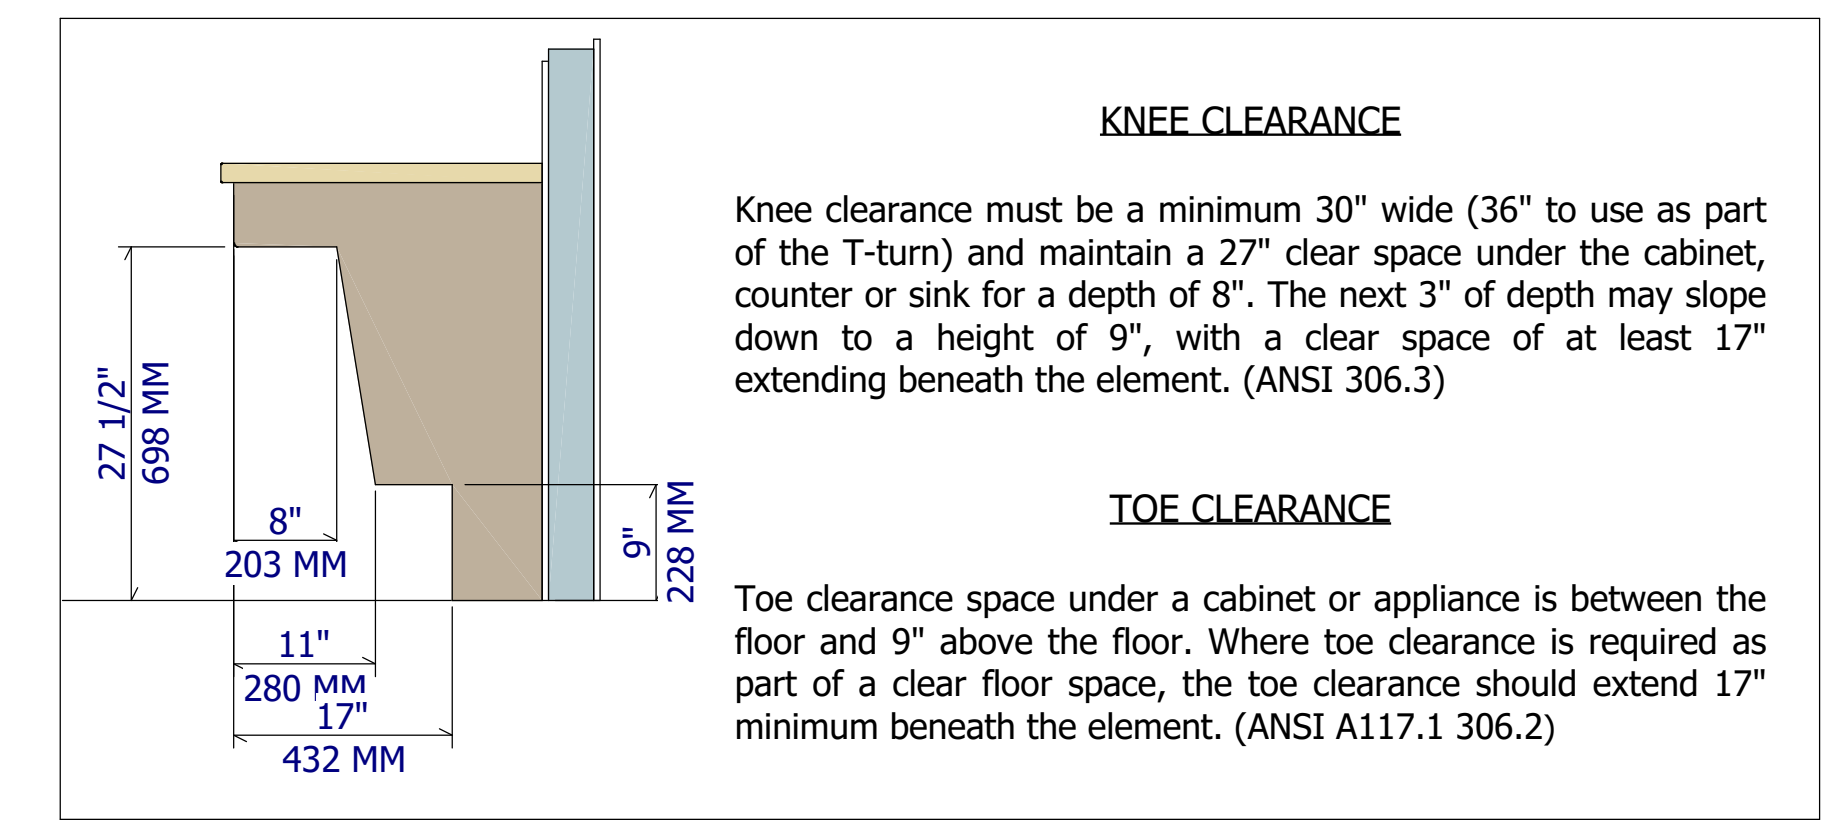 KNEE CLEARANCE
Knee clearance must be a minimum 30" wide (36" to use as part
of the T-turn) and maintain a 27" clear space under the cabinet,
counter or sink for a depth of 8". The next 3" of depth may slope
down to a height of 9", with a clear space of at least 17"
extending beneath the element. (ANSI 306.3)
TOE CLEARANCE
Toe clearance space under a cabinet or appliance is between the
floor and 9" above the floor. Where toe clearance is required as
part of a clear floor space, the toe clearance should extend 17"
minimum beneath the element. (ANSI A117.1 306.2)
27 1/2"
698 MM
8"
203 MM
9"
228 MM
11"
280 MM
17"
432 MM